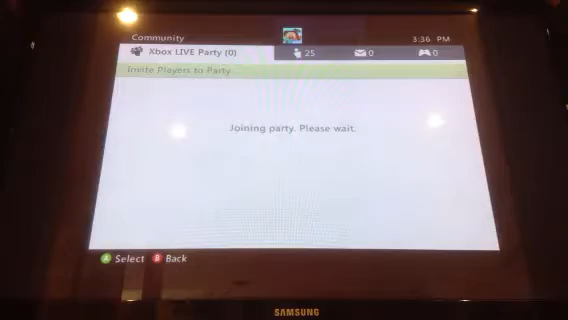 Community
3:36 PM
Xbox LIVE Party (0)
25
0
0
Invite Players to Party
Joining party. Please wait.
A Select B Back
SAMSUNG